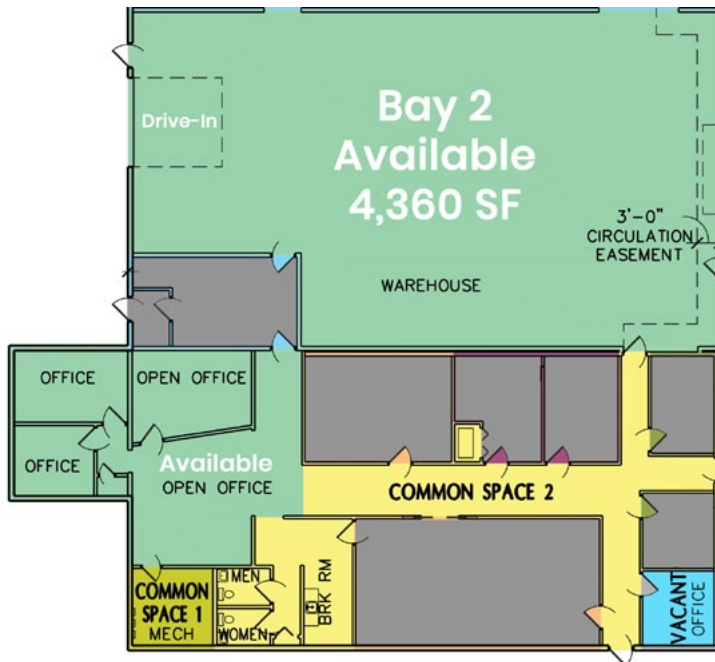 Bay 2
Available
4,360 SF
Drive-In
3'-0"
CIRCULATION
EASEMENT
WAREHOUSE
OFFICE
OPEN OFFICE
OFFICE
Available
OPEN OFFICE
COMMON SPACE 2
COMMON
SPACE 1
MECH
MEN
WOMEN
BRK RM
VACANT
OFFICE